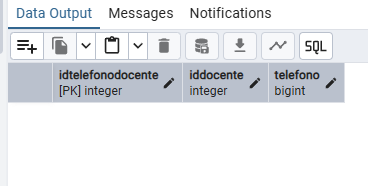 Data Output Messages Notifications
SQL
idtelefonodocente iddocente telefono
[PK] integer integer bigint